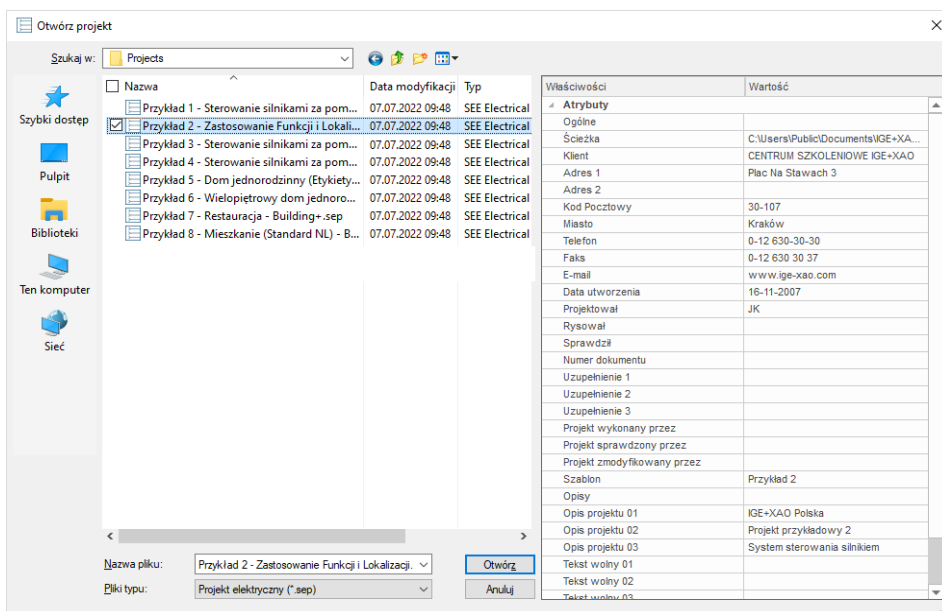 Otwórz projekt
Szukaj w: Projects
Szybki dostęp
Pulpit
Biblioteki
Ten komputer
Sieć
Nazwa Data modyfikacji Typ
Przykład 1 - Sterowanie silnikami za pom... 07.07.2022 09:48 SEE Electrical
Przykład 2 - Zastosowanie Funkcji i Lokali... 07.07.2022 09:48 SEE Electrical
Przykład 3 - Sterowanie silnikami za pom... 07.07.2022 09:48 SEE Electrical
Przykład 4 - Sterowanie silnikami za pom... 07.07.2022 09:48 SEE Electrical
Przykład 5 - Dom jednorodzinny (Etykiety... 07.07.2022 09:48 SEE Electrical
Przykład 6 - Wielopiętrowy dom jednoro... 07.07.2022 09:48 SEE Electrical
Przykład 7 - Restauracja - Building+.sep 07.07.2022 09:48 SEE Electrical
Przykład 8 - Mieszkanie (Standard NL) - B... 07.07.2022 09:48 SEE Electrical
Nazwa pliku: Przykład 2 - Zastosowanie Funkcji i Lokalizacji. Otwórz
Pliki typu: Projekt elektryczny (*.sep) Anuluj
Właściwości Wartość
Atrybuty
Ogólne
Ścieżka C:\Users\Public\Documents\IGE+XA...
Klient CENTRUM SZKOLENIOWE IGE+XAO
Adres 1 Plac Na Stawach 3
Adres 2
Kod Pocztowy 30-107
Miasto Kraków
Telefon 0-12 630-30-30
Faks 0-12 630 30 37
E-mail www.ige-xao.com
Data utworzenia 16-11-2007
Projektował JK
Rysował
Sprawdził
Numer dokumentu
Uzupełnienie 1
Uzupełnienie 2
Uzupełnienie 3
Projekt wykonany przez
Projekt sprawdzony przez
Projekt zmodyfikowany przez
Szablon Przykład 2
Opisy
Opis projektu 01 IGE+XAO Polska
Opis projektu 02 Projekt przykładowy 2
Opis projektu 03 System sterowania silnikiem
Tekst wolny 01
Tekst wolny 02
Tekst wolny 03